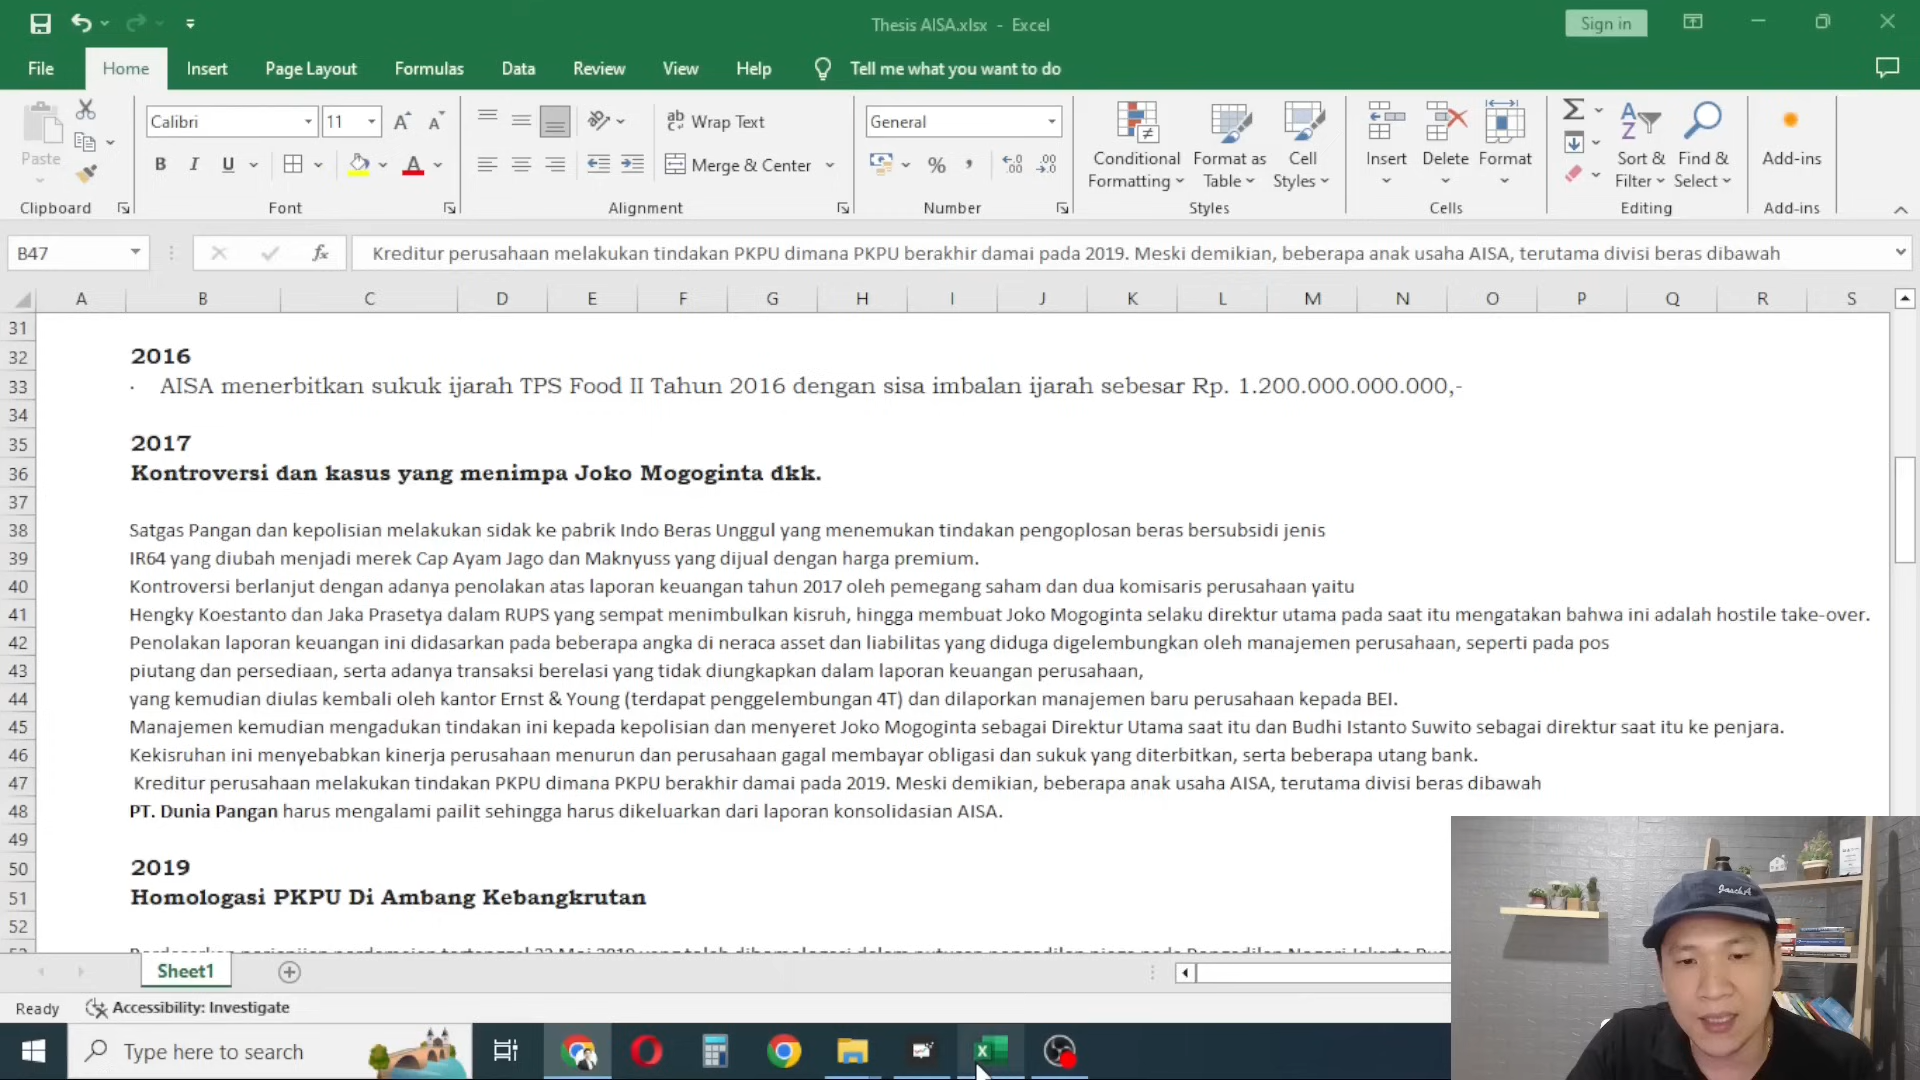 Thesis AISA.xlsx - Excel
Sign in
File Home Insert Page Layout Formulas Data Review View Help Tell me what you want to do
Paste
Clipboard
Calibri 11
B I U
Font
ab Wrap Text
Merge & Center
Alignment
General
% ,
Number
Conditional Formatting
Format as Table
Cell Styles
Styles
Insert Delete Format
Cells
Sort & Filter
Find & Select
Editing
Add-ins
Add-ins
B47 fx Kreditur perusahaan melakukan tindakan PKPU dimana PKPU berakhir damai pada 2019. Meski demikian, beberapa anak usaha AISA, terutama divisi beras dibawah
A B C D E F G H I J K L M N O P Q R S
31
32 2016
33 · AISA menerbitkan sukuk ijarah TPS Food II Tahun 2016 dengan sisa imbalan ijarah sebesar Rp. 1.200.000.000.000,-
34
35 2017
36 Kontroversi dan kasus yang menimpa Joko Mogoginta dkk.
37
38 Satgas Pangan dan kepolisian melakukan sidak ke pabrik Indo Beras Unggul yang menemukan tindakan pengoplosan beras bersubsidi jenis
39 IR64 yang diubah menjadi merek Cap Ayam Jago dan Maknyuss yang dijual dengan harga premium.
40 Kontroversi berlanjut dengan adanya penolakan atas laporan keuangan tahun 2017 oleh pemegang saham dan dua komisaris perusahaan yaitu
41 Hengky Koestanto dan Jaka Prasetya dalam RUPS yang sempat menimbulkan kisruh, hingga membuat Joko Mogoginta selaku direktur utama pada saat itu mengatakan bahwa ini adalah hostile take-over.
42 Penolakan laporan keuangan ini didasarkan pada beberapa angka di neraca asset dan liabilitas yang diduga digelembungkan oleh manajemen perusahaan, seperti pada pos
43 piutang dan persediaan, serta adanya transaksi berelasi yang tidak diungkapkan dalam laporan keuangan perusahaan,
44 yang kemudian diulas kembali oleh kantor Ernst & Young (terdapat penggelembungan 4T) dan dilaporkan manajemen baru perusahaan kepada BEI.
45 Manajemen kemudian mengadukan tindakan ini kepada kepolisian dan menyeret Joko Mogoginta sebagai Direktur Utama saat itu dan Budhi Istanto Suwito sebagai direktur saat itu ke penjara.
46 Kekisruhan ini menyebabkan kinerja perusahaan menurun dan perusahaan gagal membayar obligasi dan sukuk yang diterbitkan, serta beberapa utang bank.
47 Kreditur perusahaan melakukan tindakan PKPU dimana PKPU berakhir damai pada 2019. Meski demikian, beberapa anak usaha AISA, terutama divisi beras dibawah
48 PT. Dunia Pangan harus mengalami pailit sehingga harus dikeluarkan dari laporan konsolidasian AISA.
49
50 2019
51 Homologasi PKPU Di Ambang Kebangkrutan
52
Sheet1
Ready Accessibility: Investigate
Type here to search